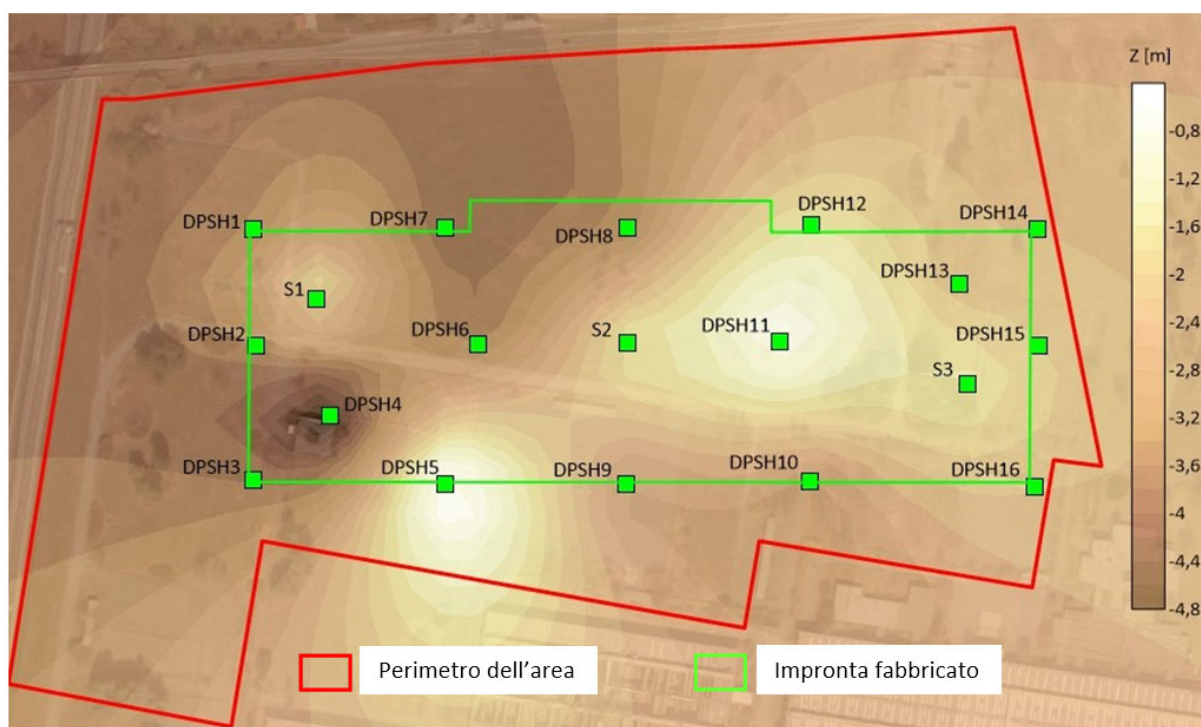 Z [m]
-0,8
-1,2
-1,6
-2
-2,4
-2,8
-3,2
-3,6
-4
-4,4
-4,8
DPSH1
DPSH7
DPSH8
DPSH12
DPSH14
S1
DPSH13
DPSH2
DPSH6
S2
DPSH11
DPSH15
S3
DPSH4
DPSH3
DPSH5
DPSH9
DPSH10
DPSH16
Perimetro dell’area
Impronta fabbricato